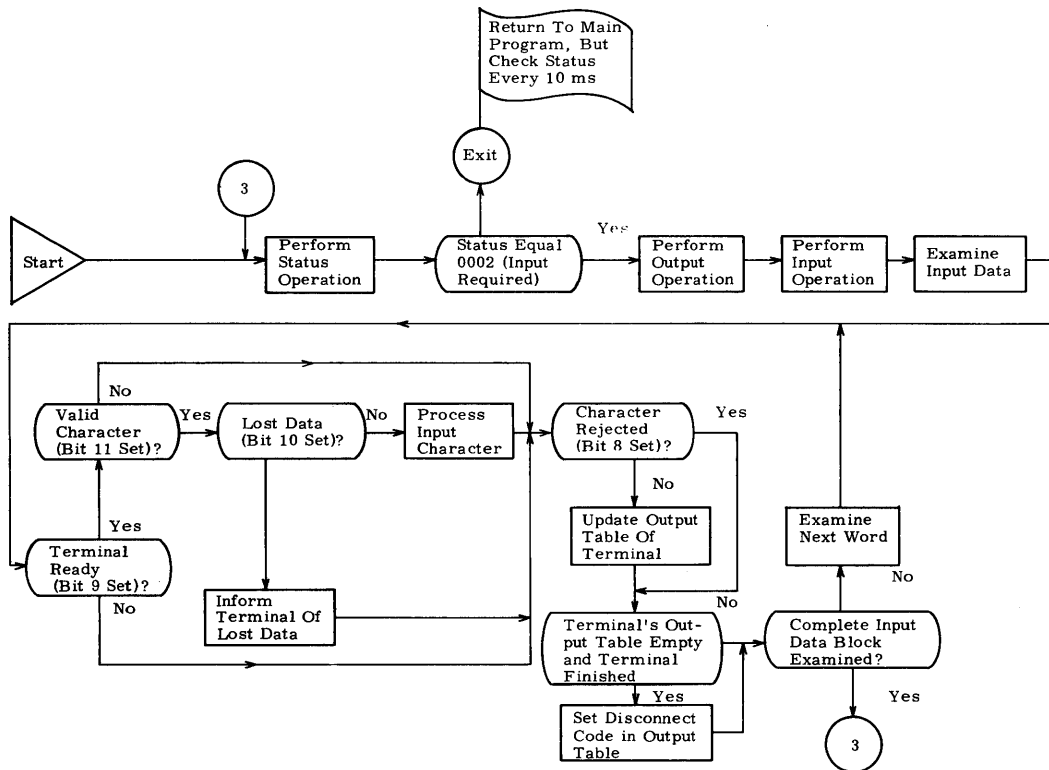 Return To Main
Program, But
Check Status
Every 10 ms
Exit
3
Start
Perform
Status
Operation
Status Equal
0002 (Input
Required)
Yes
Perform
Output
Operation
Perform
Input
Operation
Examine
Input Data
No
Valid
Character
(Bit 11 Set)?
Yes
Lost Data
(Bit 10 Set)?
No
Process
Input
Character
Character
Rejected
(Bit 8 Set)?
Yes
No
Yes
Terminal
Ready
(Bit 9 Set)?
No
Inform
Terminal Of
Lost Data
Update Output
Table Of
Terminal
Examine
Next Word
No
No
Terminal's Out-
put Table Empty
and Terminal
Finished
Yes
Complete Input
Data Block
Examined?
Yes
Set Disconnect
Code in Output
Table
3